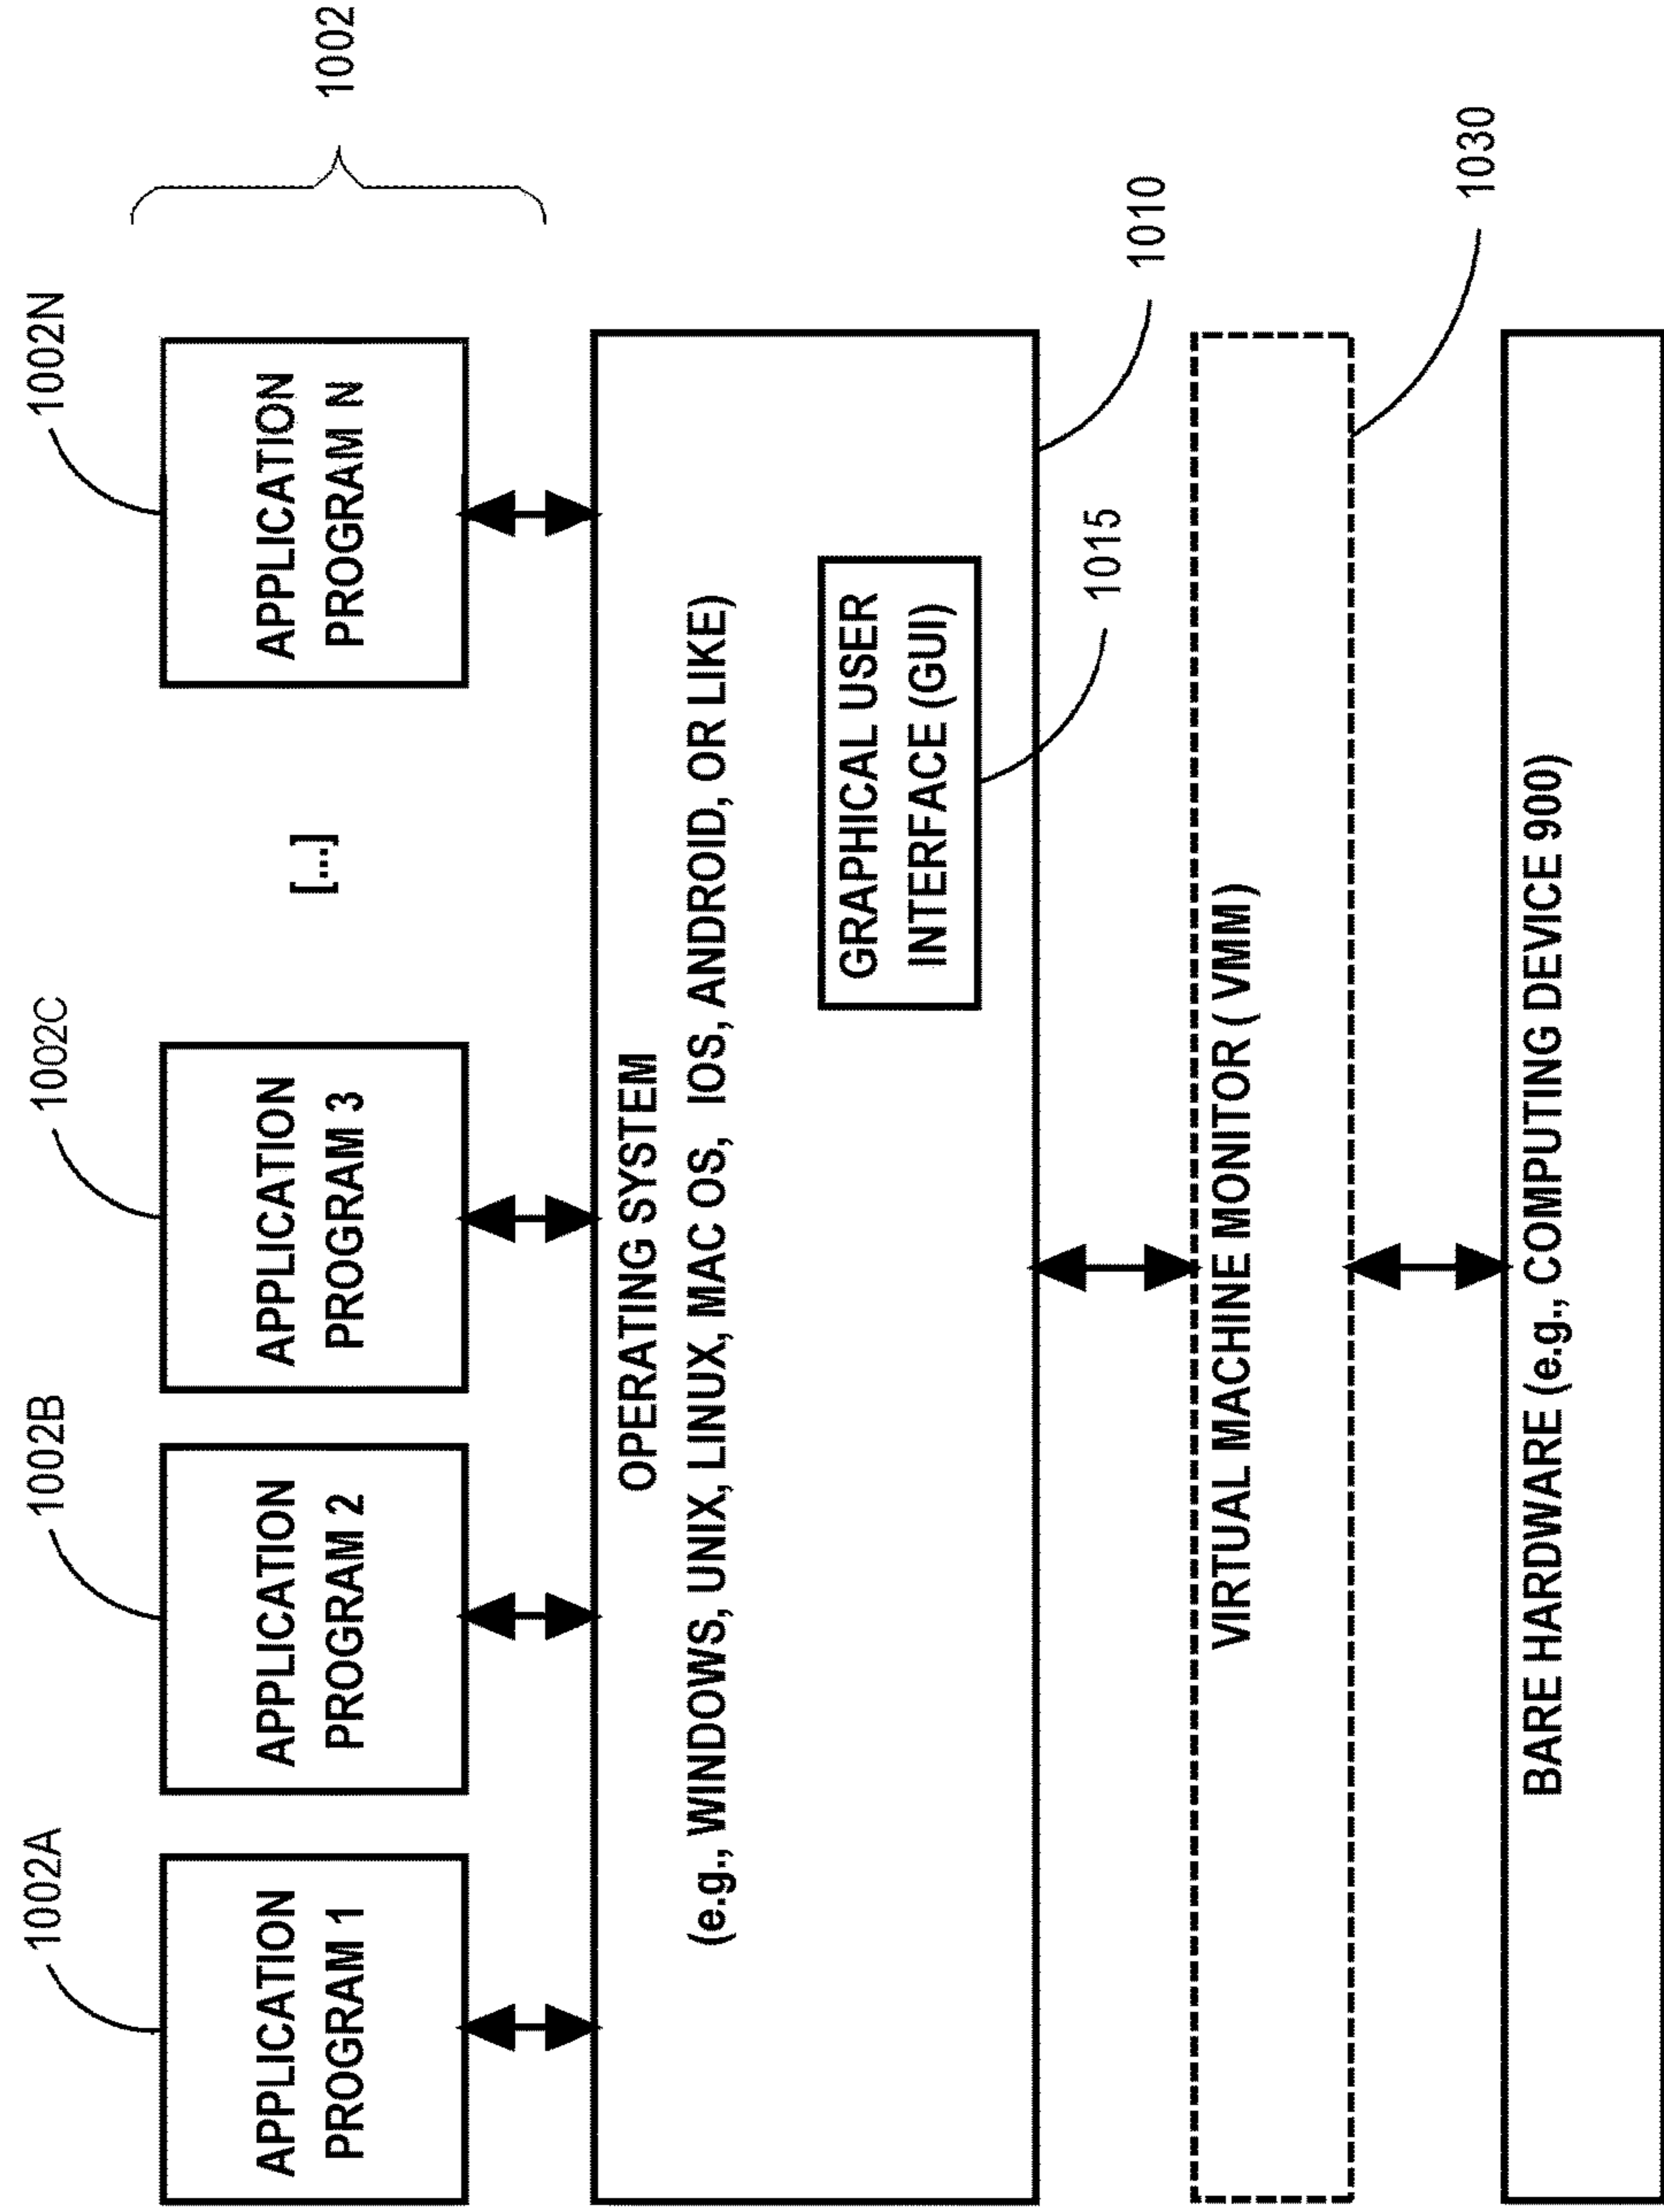 1002A
1002B
1002C
1002N
1002
APPLICATION
PROGRAM 1
APPLICATION
PROGRAM 2
APPLICATION
PROGRAM 3
[...]
APPLICATION
PROGRAM N
OPERATING SYSTEM
(e.g., WINDOWS, UNIX, LINUX, MAC OS, IOS, ANDROID, OR LIKE)
GRAPHICAL USER
INTERFACE (GUI)
1015
1010
VIRTUAL MACHINE MONITOR ( VMM)
1030
BARE HARDWARE (e.g., COMPUTING DEVICE 900)